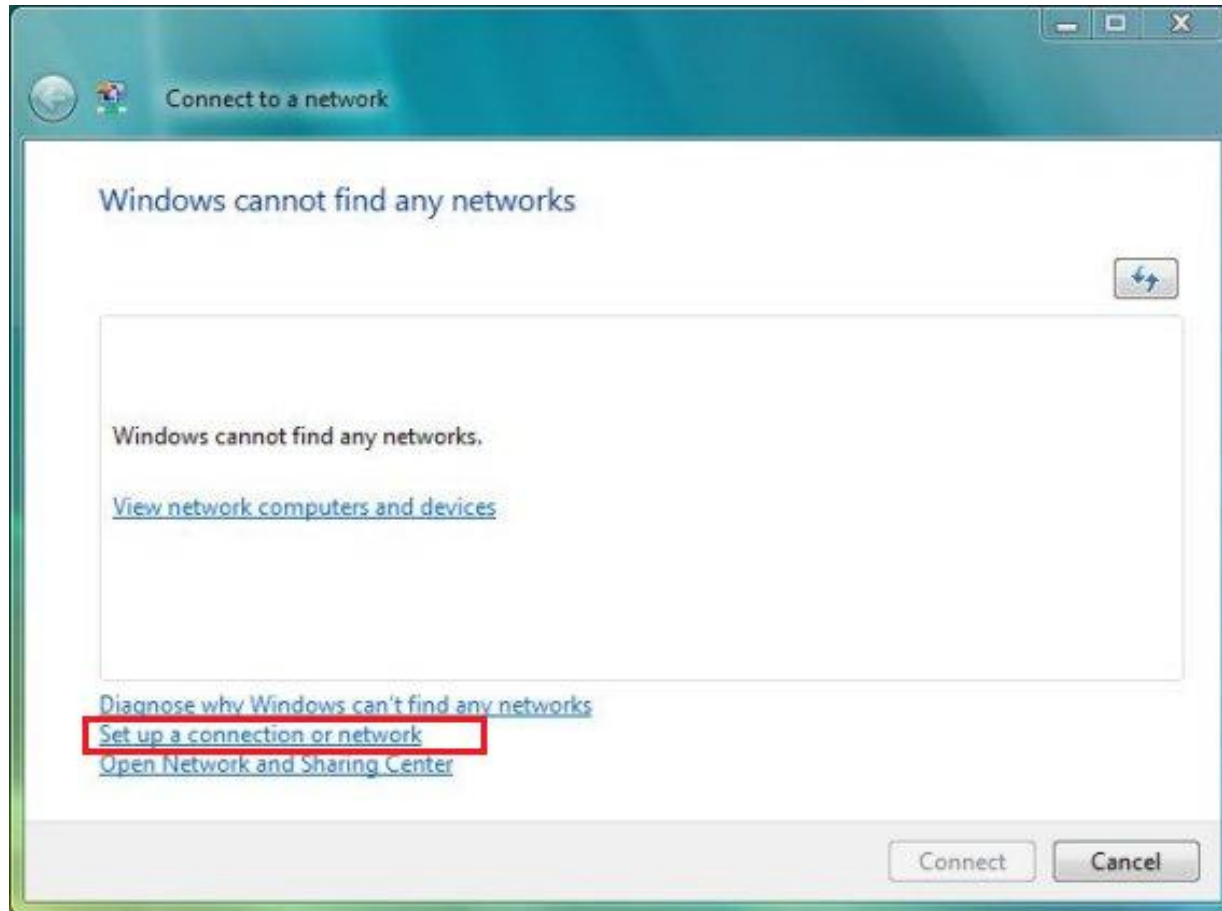 Connect to a network
Windows cannot find any networks
Windows cannot find any networks.
View network computers and devices
Diagnose why Windows can't find any networks
Set up a connection or network
Open Network and Sharing Center
Connect Cancel